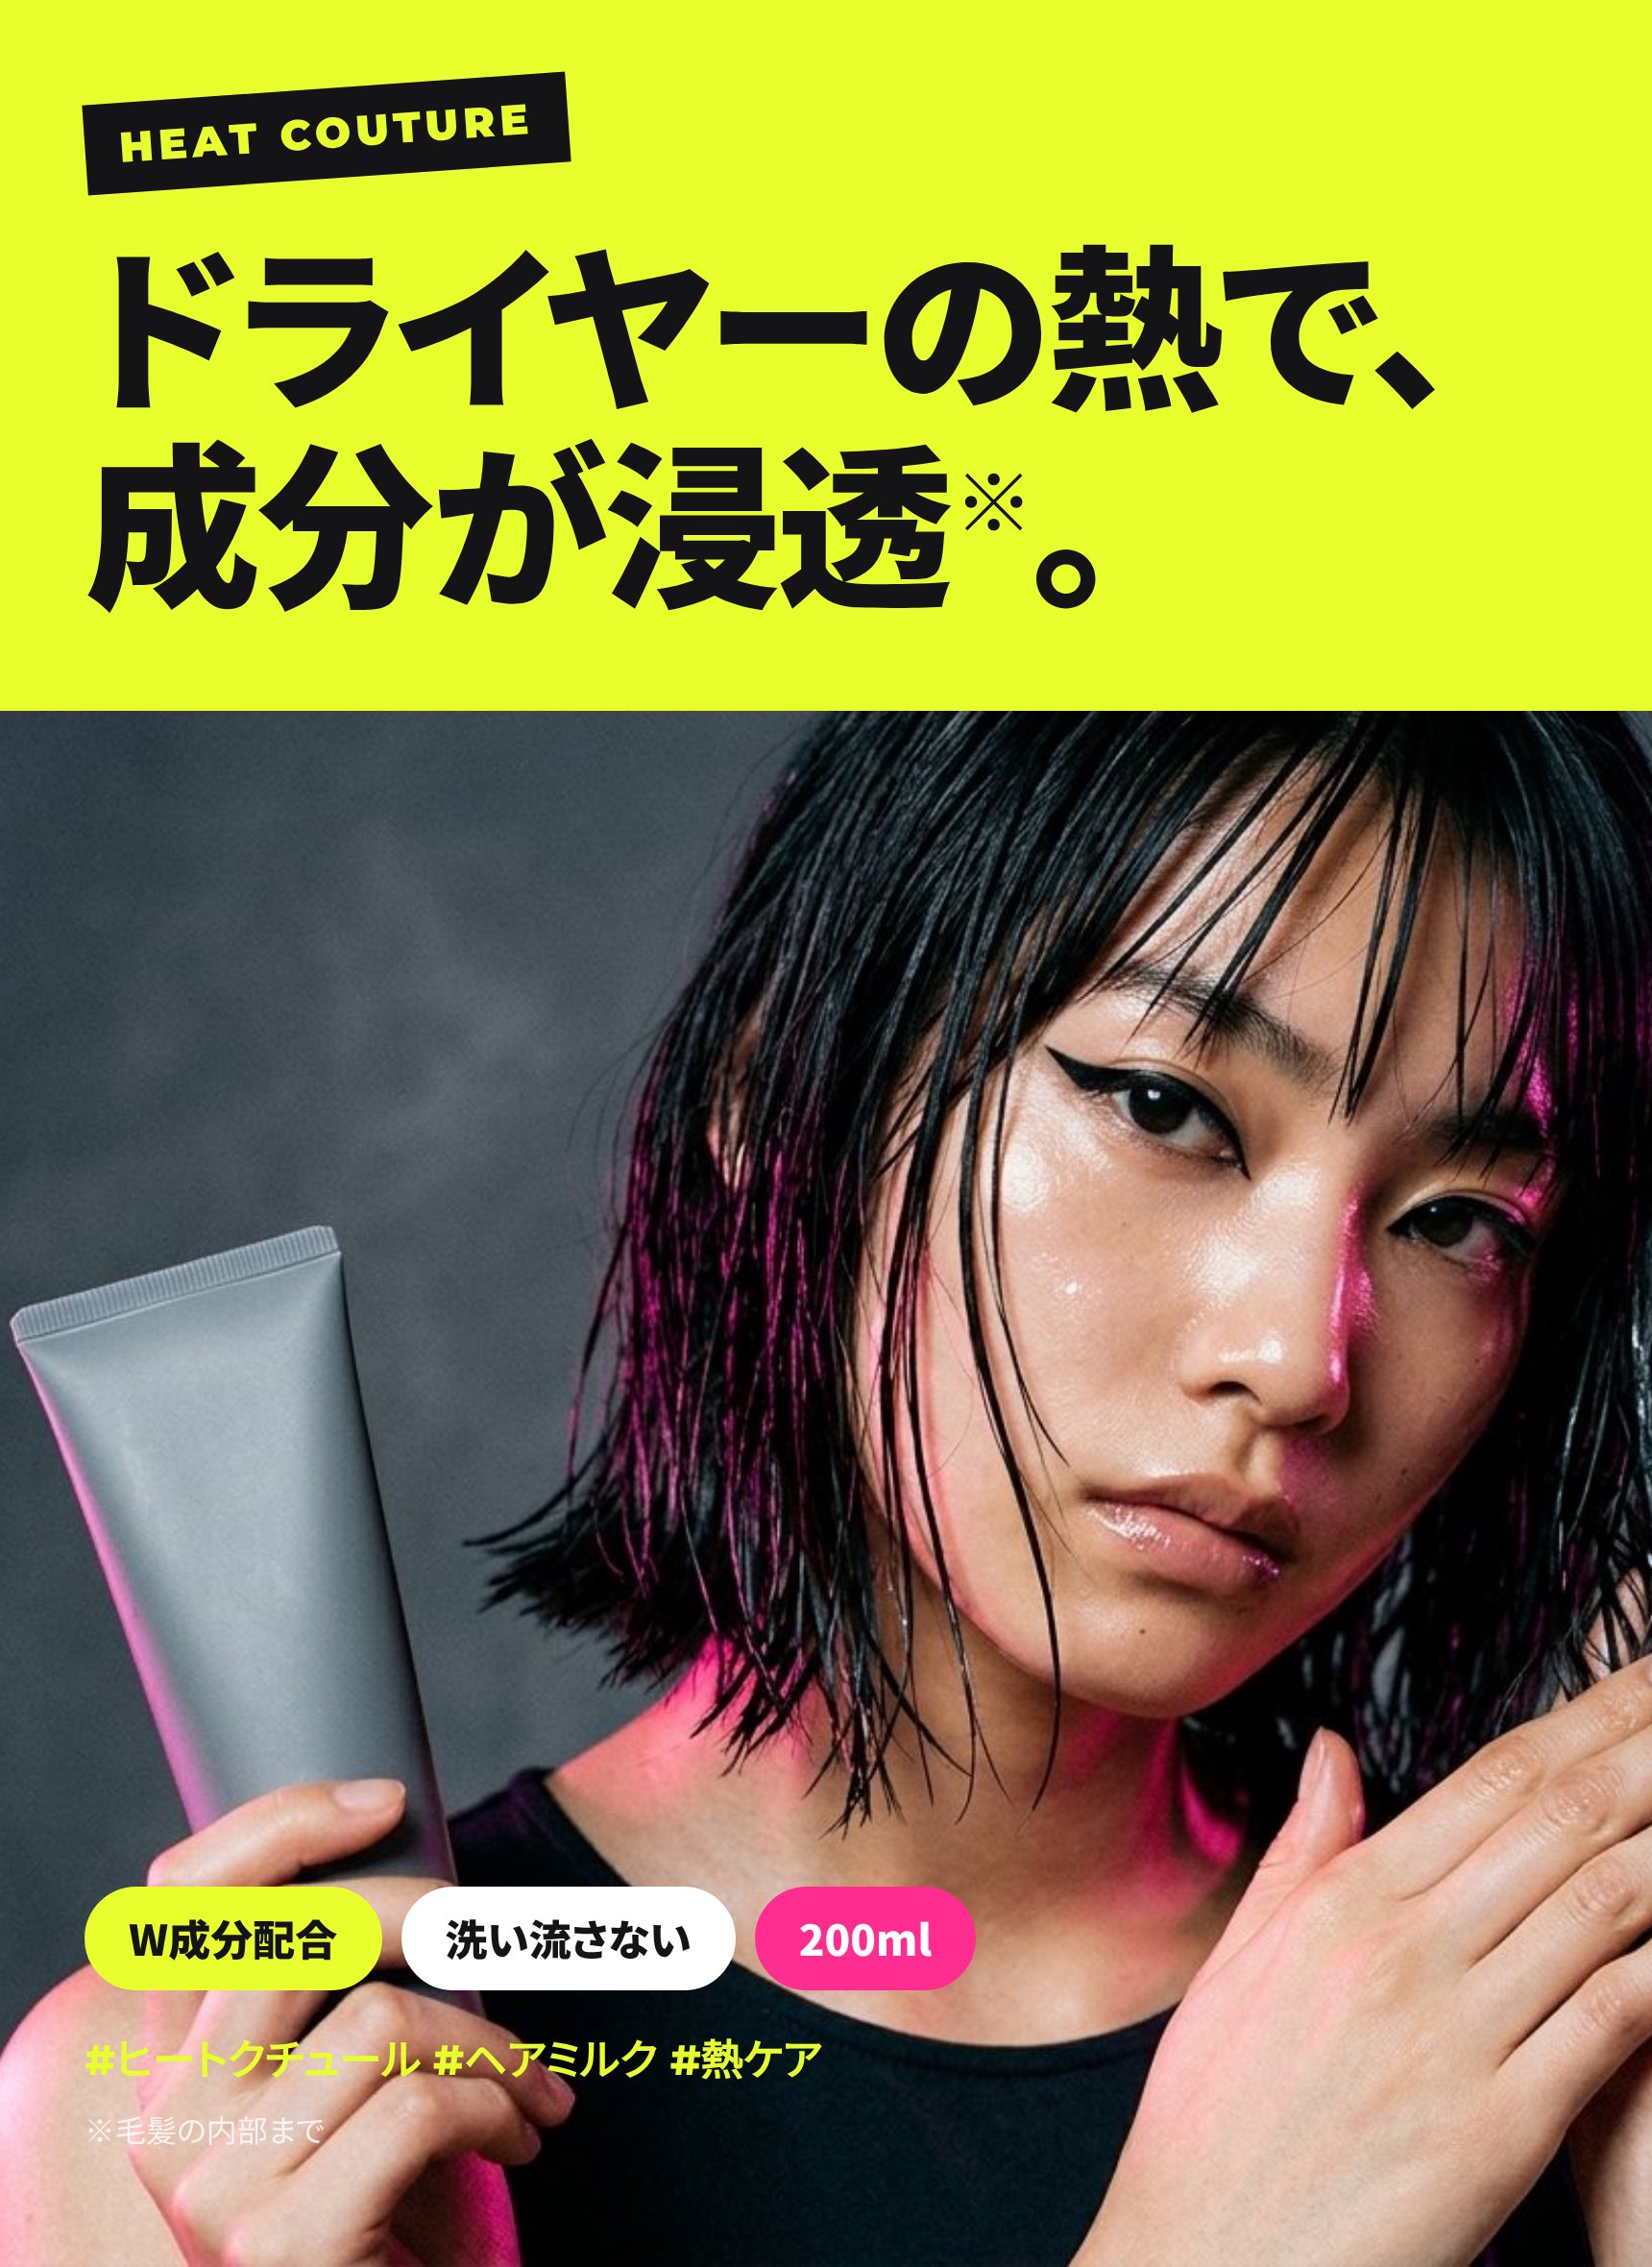 HEAT COUTURE
ドライヤーの熱で、
成分が浸透※。
W成分配合 洗い流さない 200ml
#ヒートクチュール #ヘアミルク #熱ケア
※毛髪の内部まで